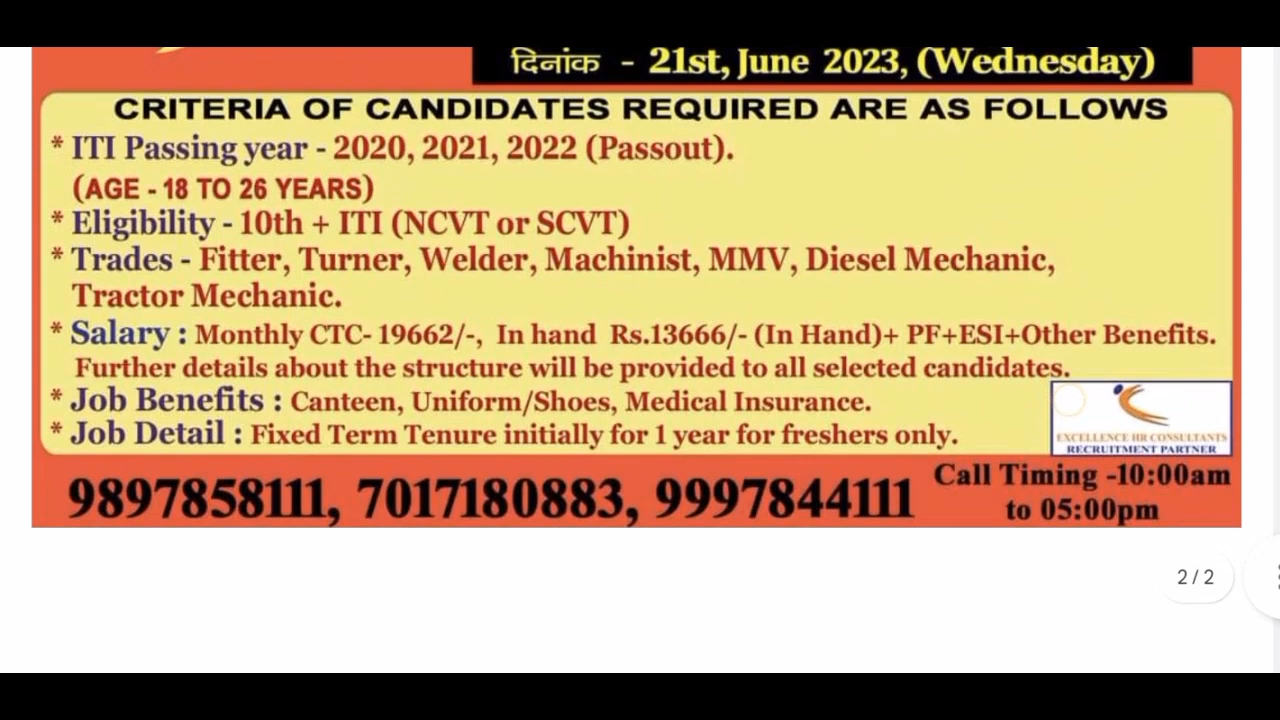 दिनांक - 21st, June 2023, (Wednesday)
CRITERIA OF CANDIDATES REQUIRED ARE AS FOLLOWS
* ITI Passing year - 2020, 2021, 2022 (Passout).
(AGE - 18 TO 26 YEARS)
* Eligibility - 10th + ITI (NCVT or SCVT)
* Trades - Fitter, Turner, Welder, Machinist, MMV, Diesel Mechanic,
Tractor Mechanic.
* Salary : Monthly CTC- 19662/-, In hand Rs.13666/- (In Hand)+ PF+ESI+Other Benefits.
Further details about the structure will be provided to all selected candidates.
* Job Benefits : Canteen, Uniform/Shoes, Medical Insurance.
* Job Detail : Fixed Term Tenure initially for 1 year for freshers only.
EXCELLENCE HR CONSULTANTS
RECRUITMENT PARTNER
9897858111, 7017180883, 9997844111
Call Timing -10:00am
to 05:00pm
2 / 2